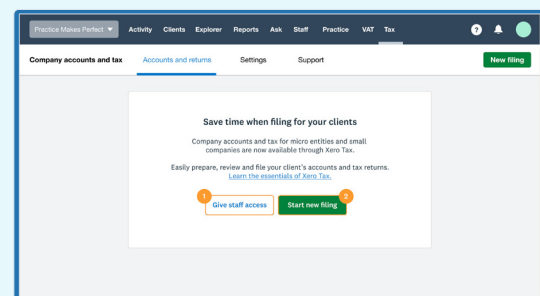 Practice Makes Perfect Activity Clients Explorer Reports Ask Staff Practice VAT Tax ?
Company accounts and tax Accounts and returns Settings Support New filing
Save time when filing for your clients
Company accounts and tax for micro entities and small
companies are now available through Xero Tax.
Easily prepare, review and file your client's accounts and tax returns.
Learn the essentials of Xero Tax.
1 2
Give staff access Start new filing